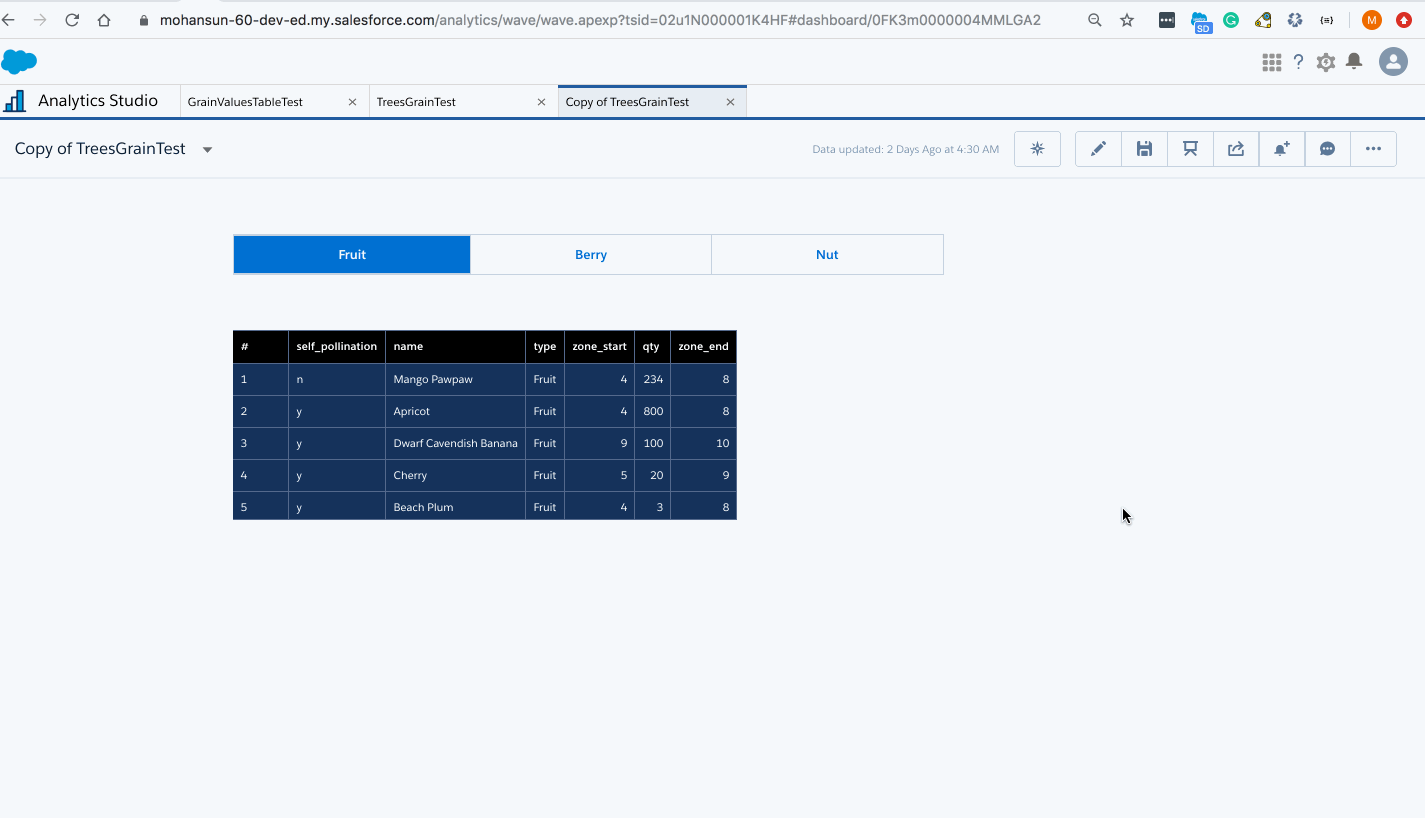 mohansun-60-dev-ed.my.salesforce.com/analytics/wave/wave.apexp?tsid=02u1N000001K4HF#dashboard/0FK3m0000004MMLGA2
SD
M
?
Analytics Studio
GrainValuesTableTest
TreesGrainTest
Copy of TreesGrainTest
Copy of TreesGrainTest
Data updated: 2 Days Ago at 4:30 AM
Fruit Berry Nut
# self_pollination name type zone_start qty zone_end
1 n Mango Pawpaw Fruit 4 234 8
2 y Apricot Fruit 4 800 8
3 y Dwarf Cavendish Banana Fruit 9 100 10
4 y Cherry Fruit 5 20 9
5 y Beach Plum Fruit 4 3 8